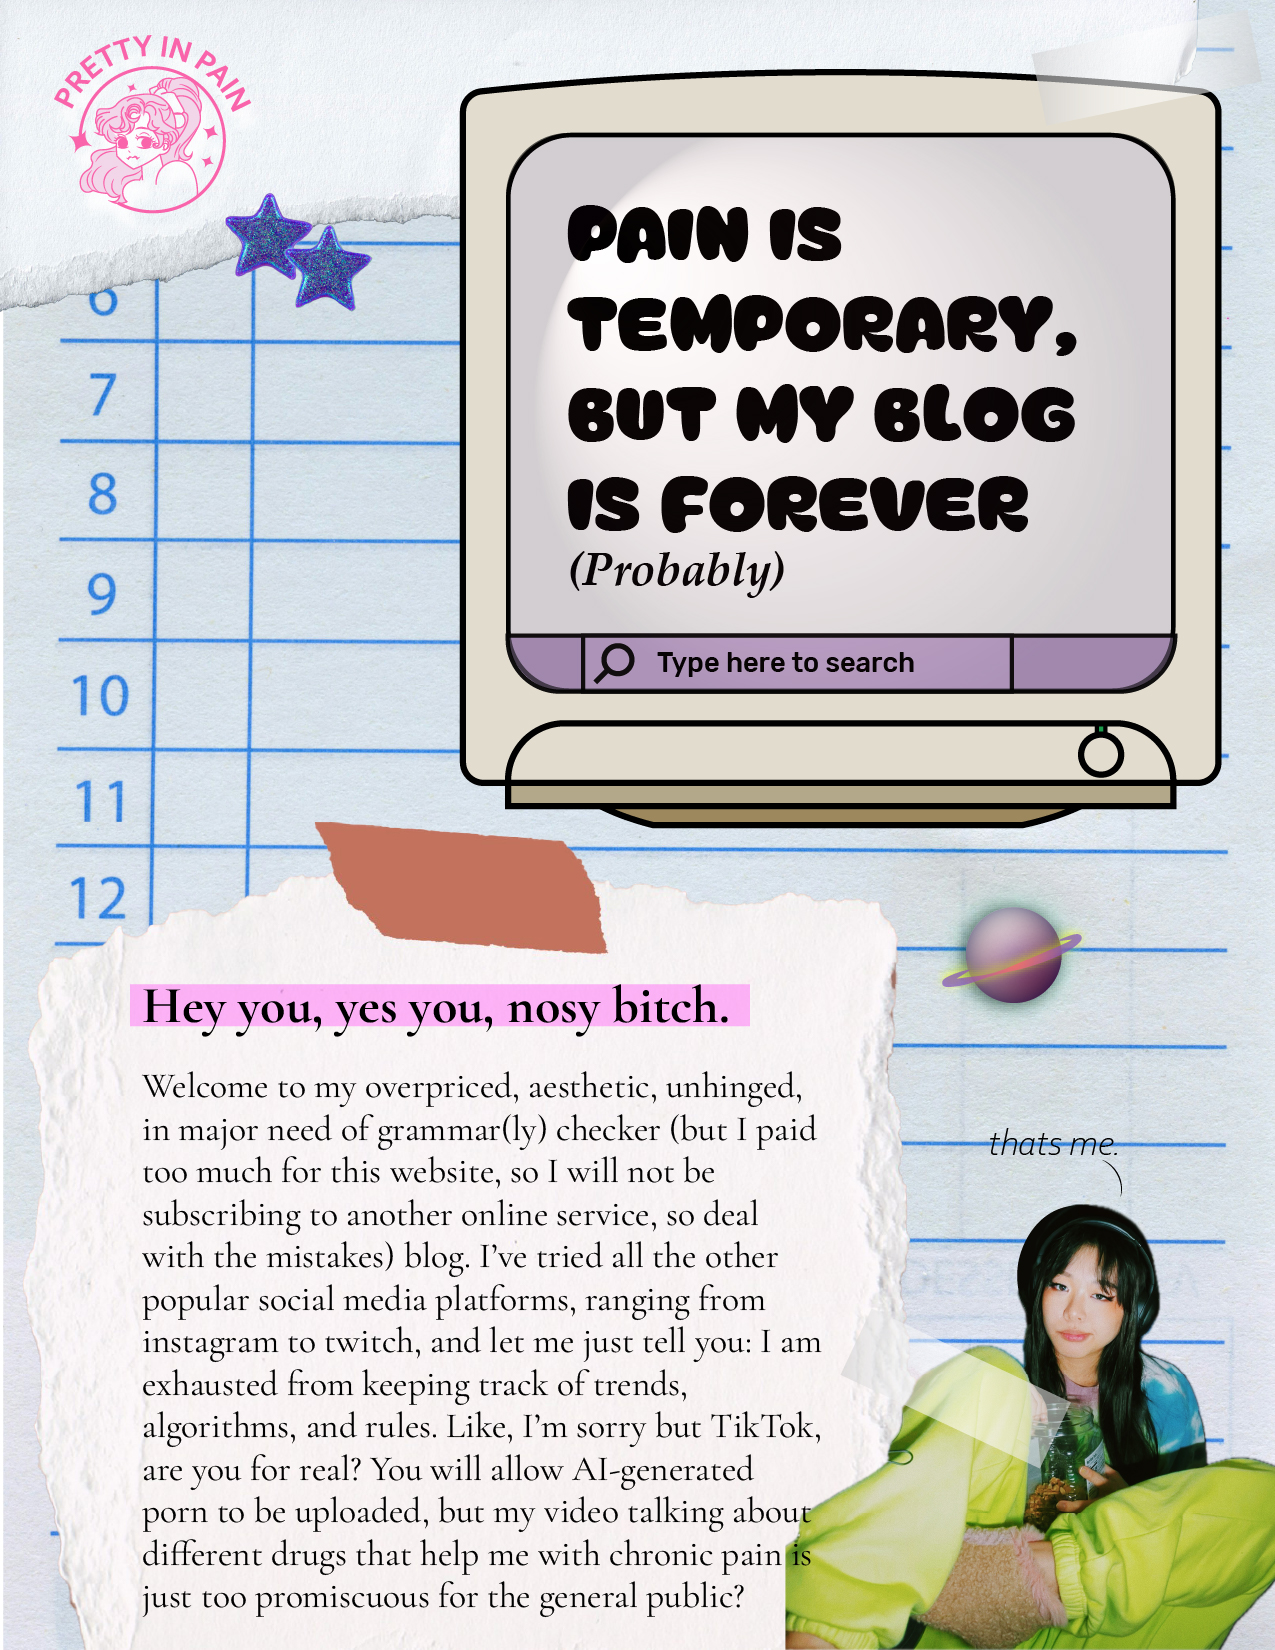 PRETTY IN PAIN
PAIN IS
TEMPORARY,
BUT MY BLOG
IS FOREVER
(Probably)
Type here to search
6
7
8
9
10
11
12
Hey you, yes you, nosy bitch.
Welcome to my overpriced, aesthetic, unhinged,
in major need of grammar(ly) checker (but I paid
too much for this website, so I will not be
subscribing to another online service, so deal
with the mistakes) blog. I’ve tried all the other
popular social media platforms, ranging from
instagram to twitch, and let me just tell you: I am
exhausted from keeping track of trends,
algorithms, and rules. Like, I’m sorry but TikTok,
are you for real? You will allow AI-generated
porn to be uploaded, but my video talking about
different drugs that help me with chronic pain is
just too promiscuous for the general public?
thats me.